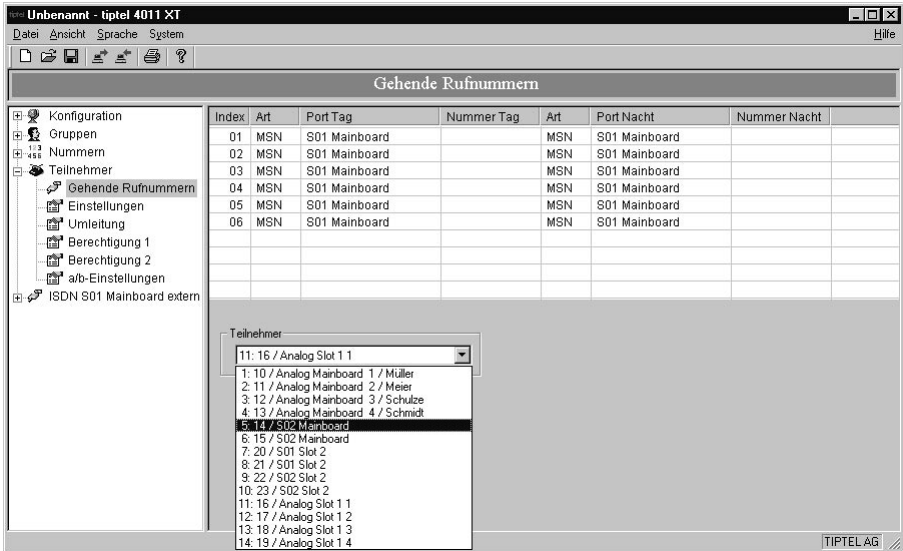 tiptel Unbenannt - tiptel 4011 XT
Datei Ansicht Sprache System Hilfe
Gehende Rufnummern
Konfiguration
Gruppen
123 456 Nummern
Teilnehmer
Gehende Rufnummern
Einstellungen
Umleitung
Berechtigung 1
Berechtigung 2
a/b-Einstellungen
ISDN S01 Mainboard extern
Index Art Port Tag Nummer Tag Art Port Nacht Nummer Nacht
01 MSN S01 Mainboard MSN S01 Mainboard
02 MSN S01 Mainboard MSN S01 Mainboard
03 MSN S01 Mainboard MSN S01 Mainboard
04 MSN S01 Mainboard MSN S01 Mainboard
05 MSN S01 Mainboard MSN S01 Mainboard
06 MSN S01 Mainboard MSN S01 Mainboard
Teilnehmer
11: 16 / Analog Slot 1 1
1: 10 / Analog Mainboard 1 / Müller
2: 11 / Analog Mainboard 2 / Meier
3: 12 / Analog Mainboard 3 / Schulze
4: 13 / Analog Mainboard 4 / Schmidt
5: 14 / S02 Mainboard
6: 15 / S02 Mainboard
7: 20 / S01 Slot 2
8: 21 / S01 Slot 2
9: 22 / S02 Slot 2
10: 23 / S02 Slot 2
11: 16 / Analog Slot 1 1
12: 17 / Analog Slot 1 2
13: 18 / Analog Slot 1 3
14: 19 / Analog Slot 1 4
TIPTEL AG